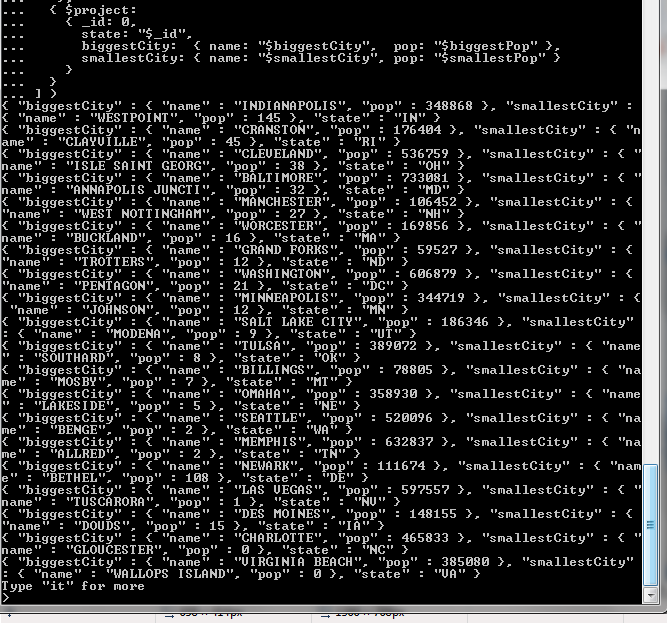 ...
...     { $project:
...       { _id: 0,
...         state: "$_id",
...         biggestCity:  { name: "$biggestCity",  pop: "$biggestPop" },
...         smallestCity: { name: "$smallestCity", pop: "$smallestPop" }
...       }
...     }
... ] )
{ "biggestCity" : { "name" : "INDIANAPOLIS", "pop" : 348868 }, "smallestCity" :
{ "name" : "WESTPOINT", "pop" : 145 }, "state" : "IN" }
{ "biggestCity" : { "name" : "CRANSTON", "pop" : 176404 }, "smallestCity" : { "n
ame" : "CLAYVILLE", "pop" : 45 }, "state" : "RI" }
{ "biggestCity" : { "name" : "CLEVELAND", "pop" : 536759 }, "smallestCity" : { "
name" : "ISLE SAINT GEORG", "pop" : 38 }, "state" : "OH" }
{ "biggestCity" : { "name" : "BALTIMORE", "pop" : 733081 }, "smallestCity" : { "
name" : "ANNAPOLIS JUNCTI", "pop" : 32 }, "state" : "MD" }
{ "biggestCity" : { "name" : "MANCHESTER", "pop" : 106452 }, "smallestCity" : {
"name" : "WEST NOTTINGHAM", "pop" : 27 }, "state" : "NH" }
{ "biggestCity" : { "name" : "WORCESTER", "pop" : 169856 }, "smallestCity" : { "
name" : "BUCKLAND", "pop" : 16 }, "state" : "MA" }
{ "biggestCity" : { "name" : "GRAND FORKS", "pop" : 59527 }, "smallestCity" : {
"name" : "TROTTERS", "pop" : 12 }, "state" : "ND" }
{ "biggestCity" : { "name" : "WASHINGTON", "pop" : 606879 }, "smallestCity" : {
"name" : "PENTAGON", "pop" : 21 }, "state" : "DC" }
{ "biggestCity" : { "name" : "MINNEAPOLIS", "pop" : 344719 }, "smallestCity" : {
 "name" : "JOHNSON", "pop" : 12 }, "state" : "MN" }
{ "biggestCity" : { "name" : "SALT LAKE CITY", "pop" : 186346 }, "smallestCity"
: { "name" : "MODENA", "pop" : 9 }, "state" : "UT" }
{ "biggestCity" : { "name" : "TULSA", "pop" : 389072 }, "smallestCity" : { "name
" : "SOUTHARD", "pop" : 8 }, "state" : "OK" }
{ "biggestCity" : { "name" : "BILLINGS", "pop" : 78805 }, "smallestCity" : { "na
me" : "MOSBY", "pop" : 7 }, "state" : "MT" }
{ "biggestCity" : { "name" : "OMAHA", "pop" : 358930 }, "smallestCity" : { "name
" : "LAKESIDE", "pop" : 5 }, "state" : "NE" }
{ "biggestCity" : { "name" : "SEATTLE", "pop" : 520096 }, "smallestCity" : { "na
me" : "BENGE", "pop" : 2 }, "state" : "WA" }
{ "biggestCity" : { "name" : "MEMPHIS", "pop" : 632837 }, "smallestCity" : { "na
me" : "ALLRED", "pop" : 2 }, "state" : "TN" }
{ "biggestCity" : { "name" : "NEWARK", "pop" : 111674 }, "smallestCity" : { "nam
e" : "BETHEL", "pop" : 108 }, "state" : "DE" }
{ "biggestCity" : { "name" : "LAS VEGAS", "pop" : 597557 }, "smallestCity" : { "
name" : "TUSCARORA", "pop" : 1 }, "state" : "NV" }
{ "biggestCity" : { "name" : "DES MOINES", "pop" : 148155 }, "smallestCity" : {
"name" : "DOUDS", "pop" : 15 }, "state" : "IA" }
{ "biggestCity" : { "name" : "CHARLOTTE", "pop" : 465833 }, "smallestCity" : { "
name" : "GLOUCESTER", "pop" : 0 }, "state" : "NC" }
{ "biggestCity" : { "name" : "VIRGINIA BEACH", "pop" : 385080 }, "smallestCity"
: { "name" : "WALLOPS ISLAND", "pop" : 0 }, "state" : "VA" }
Type "it" for more
>